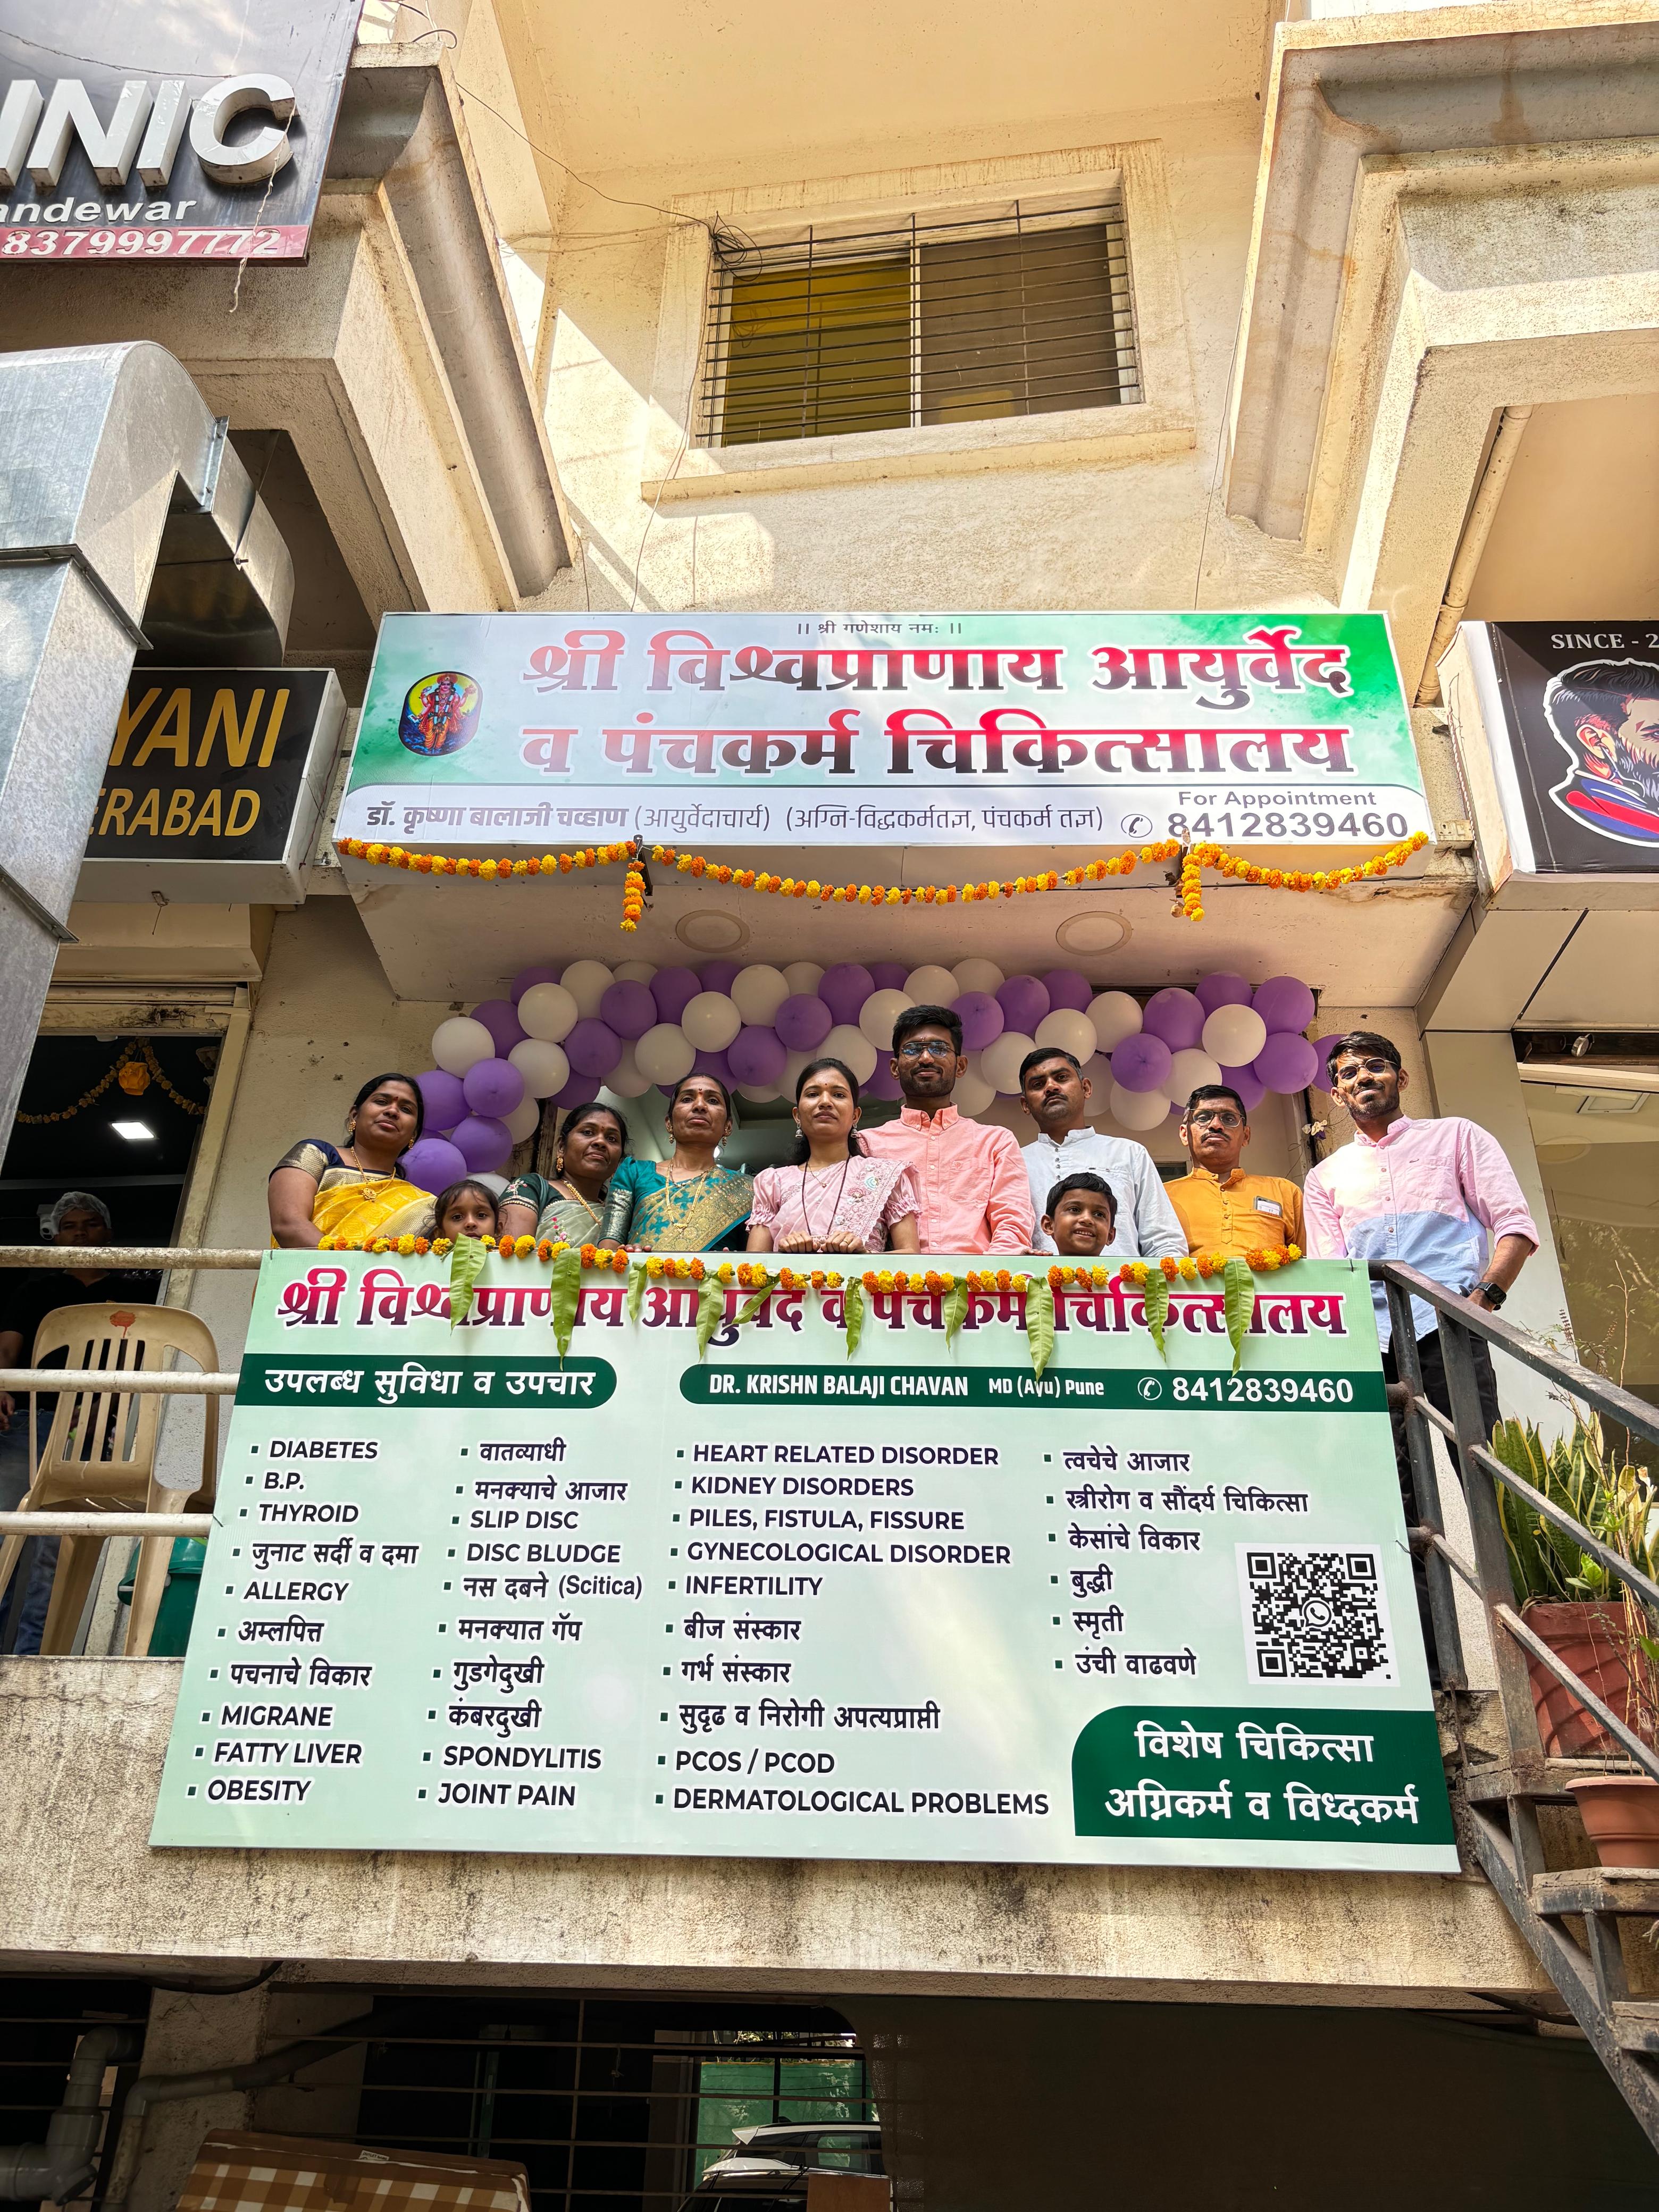 INIC
andewar
8379997772
YANI
ERABAD
SINCE - 2
|| श्री गणेशाय नमः ||
श्री विश्वप्राणाय आयुर्वेद
व पंचकर्म चिकित्सालय
डॉ. कृष्णा बालाजी चव्हाण (आयुर्वेदाचार्य) (अग्नि-विद्धकर्मतज्ञ, पंचकर्म तज्ञ)
For Appointment
8412839460
श्री विश्वप्राणाय आयुर्वेद व पंचकर्म चिकित्सालय
उपलब्ध सुविधा व उपचार
DR. KRISHN BALAJI CHAVAN MD (Ayu) Pune 8412839460
DIABETES
B.P.
THYROID
जुनाट सर्दी व दमा
ALLERGY
अम्लपित्त
पचनाचे विकार
MIGRANE
FATTY LIVER
OBESITY
वातव्याधी
मनक्याचे आजार
SLIP DISC
DISC BLUDGE
नस दबने (Scitica)
मनक्यात गॅप
गुडगेदुखी
कंबरदुखी
SPONDYLITIS
JOINT PAIN
HEART RELATED DISORDER
KIDNEY DISORDERS
PILES, FISTULA, FISSURE
GYNECOLOGICAL DISORDER
INFERTILITY
बीज संस्कार
गर्भ संस्कार
सुदृढ व निरोगी अपत्यप्राप्ती
PCOS / PCOD
DERMATOLOGICAL PROBLEMS
त्वचेचे आजार
स्त्रीरोग व सौंदर्य चिकित्सा
केसांचे विकार
बुद्धी
स्मृती
उंची वाढवणे
विशेष चिकित्सा
अग्निकर्म व विध्दकर्म